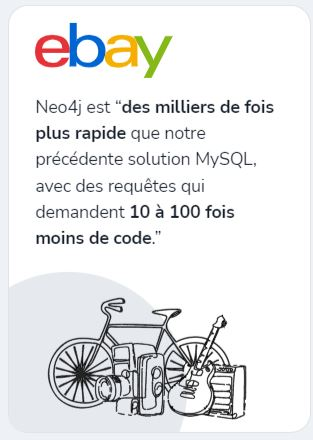 ebay
Neo4j est “des milliers de fois
plus rapide que notre
précédente solution MySQL,
avec des requêtes qui
demandent 10 à 100 fois
moins de code.”